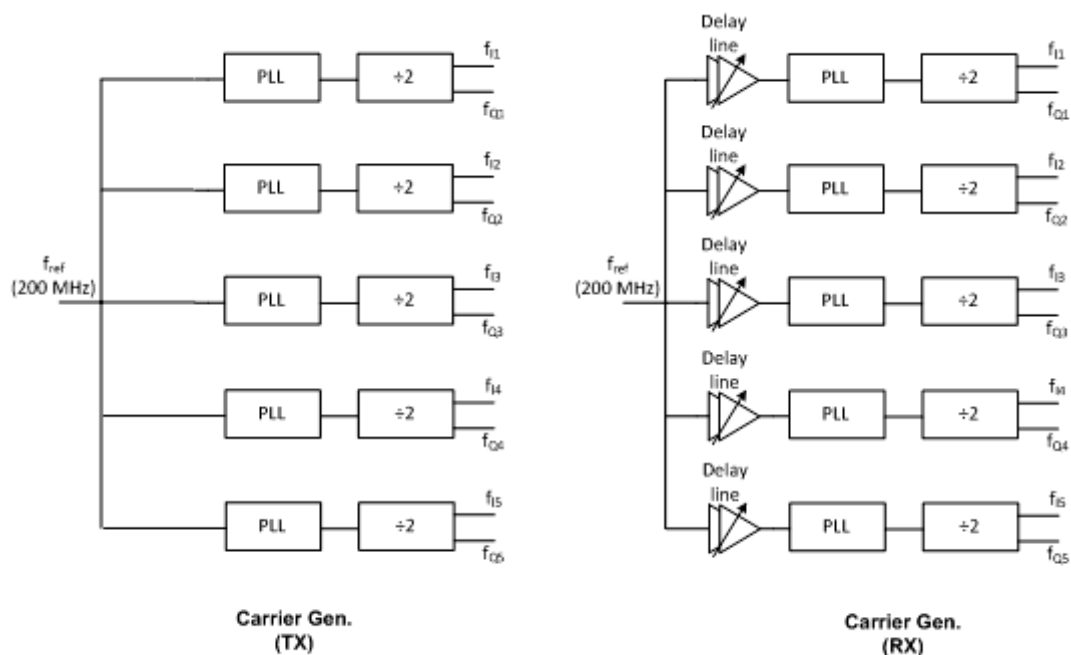 f_I1
PLL
÷2
f_Q1
f_I2
PLL
÷2
f_Q2
f_ref
(200 MHz)
f_I3
PLL
÷2
f_Q3
f_I4
PLL
÷2
f_Q4
f_I5
PLL
÷2
f_Q5
Carrier Gen.
(TX)
Delay
line
f_I1
PLL
÷2
f_Q1
Delay
line
f_I2
PLL
÷2
f_Q2
Delay
line
f_ref
(200 MHz)
f_I3
PLL
÷2
f_Q3
Delay
line
f_I4
PLL
÷2
f_Q4
Delay
line
f_I5
PLL
÷2
f_Q5
Carrier Gen.
(RX)